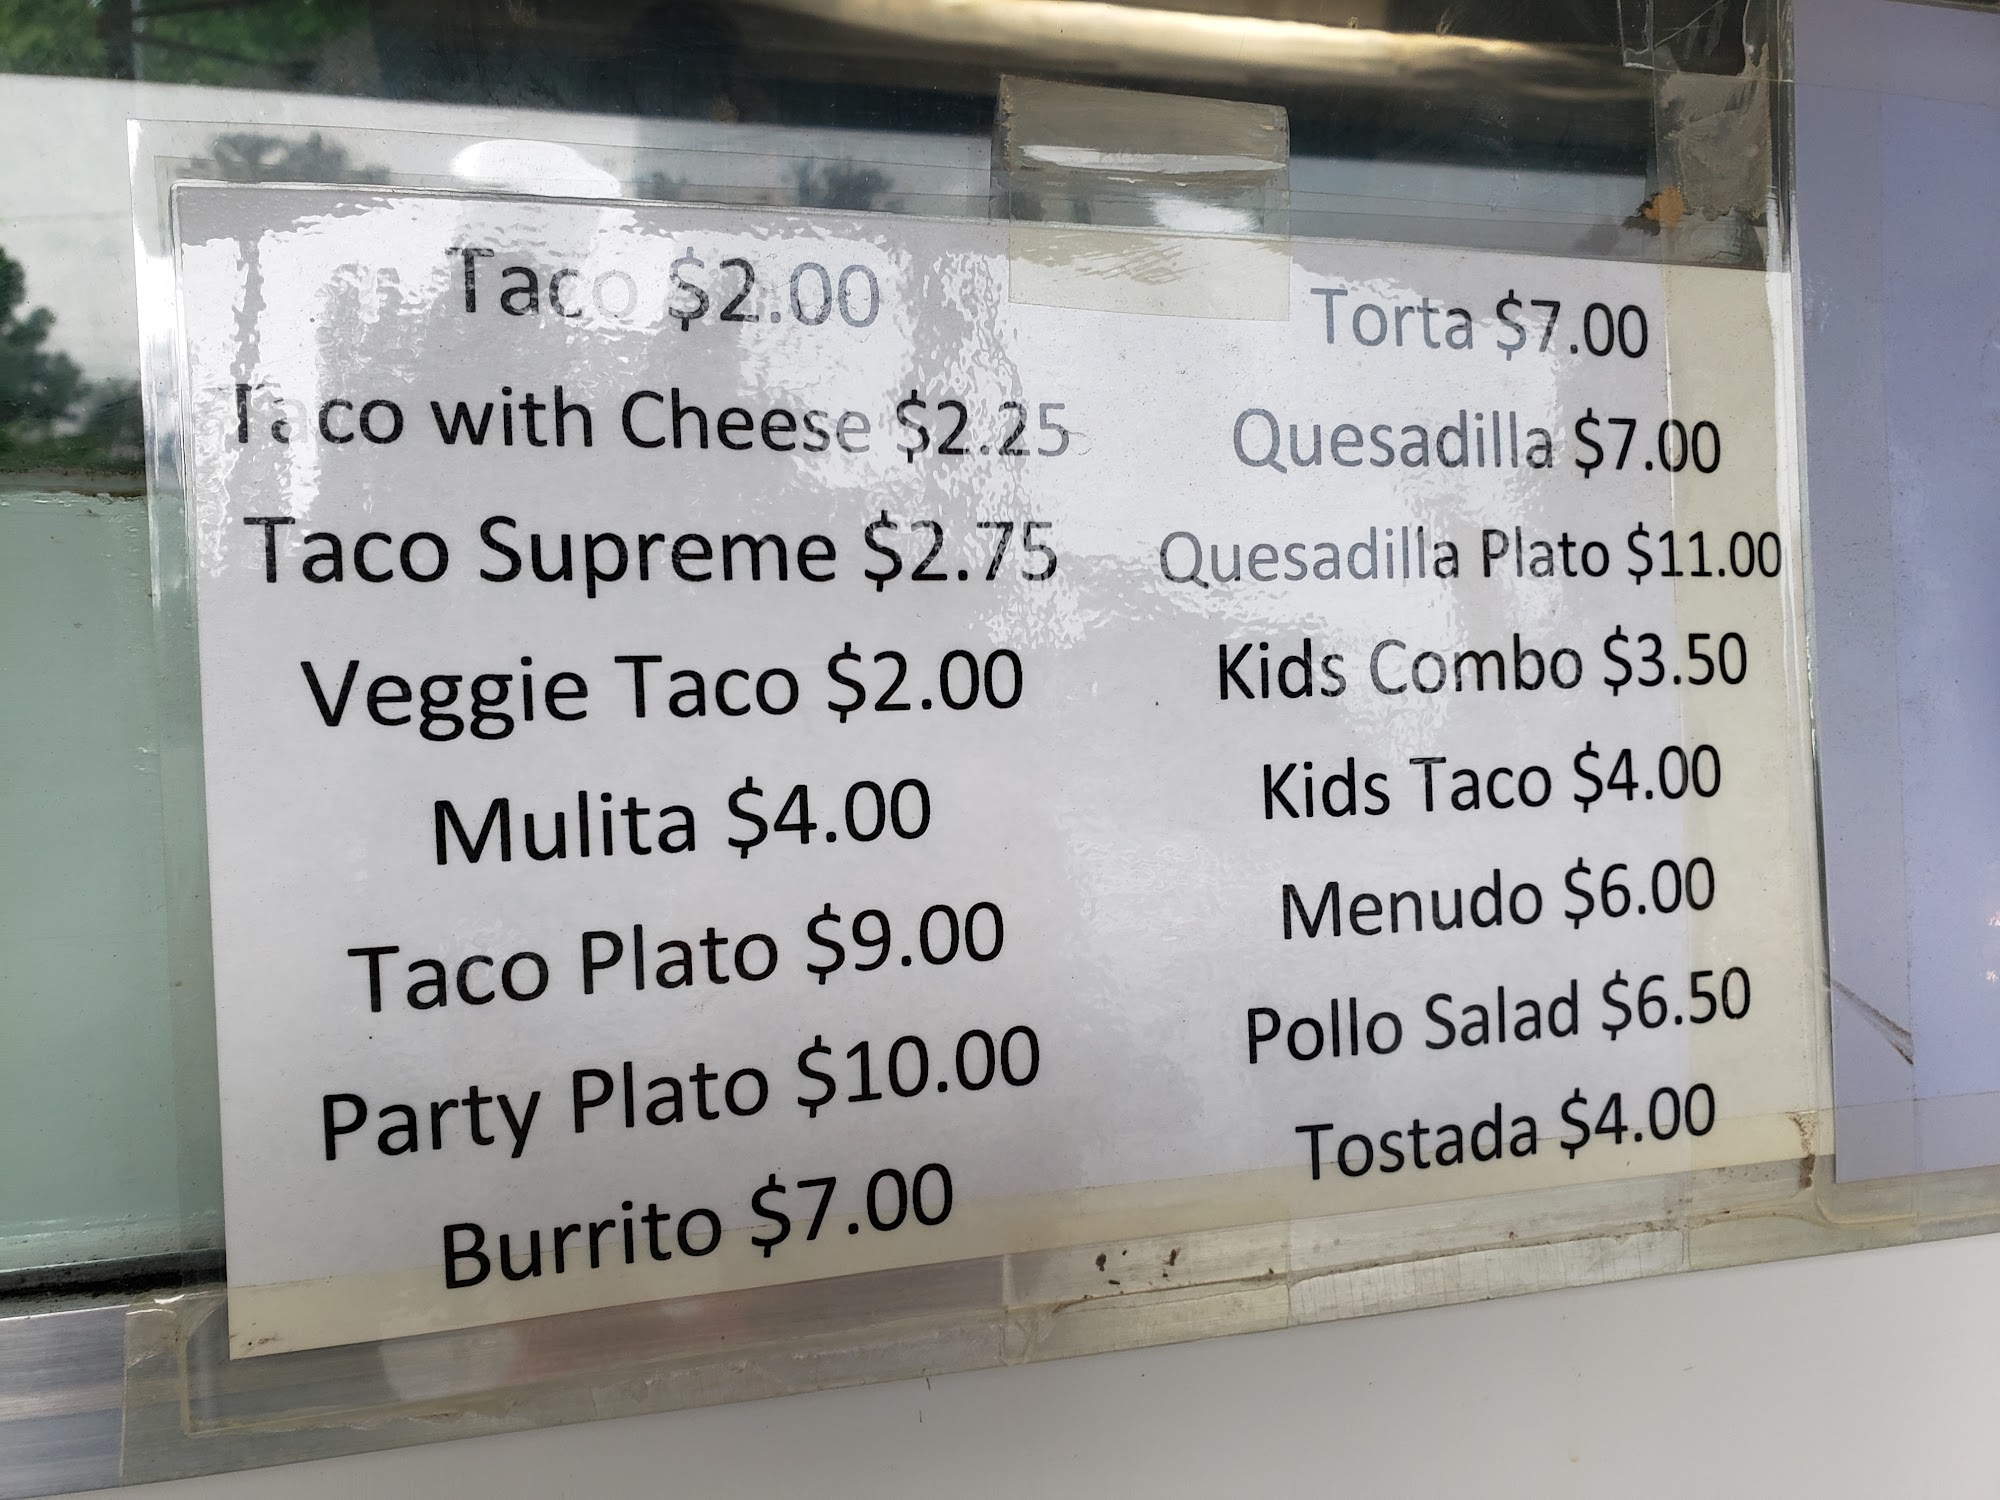 Taco $2.00
Taco with Cheese $2.25
Taco Supreme $2.75
Veggie Taco $2.00
Mulita $4.00
Taco Plato $9.00
Party Plato $10.00
Burrito $7.00
Torta $7.00
Quesadilla $7.00
Quesadilla Plato $11.00
Kids Combo $3.50
Kids Taco $4.00
Menudo $6.00
Pollo Salad $6.50
Tostada $4.00